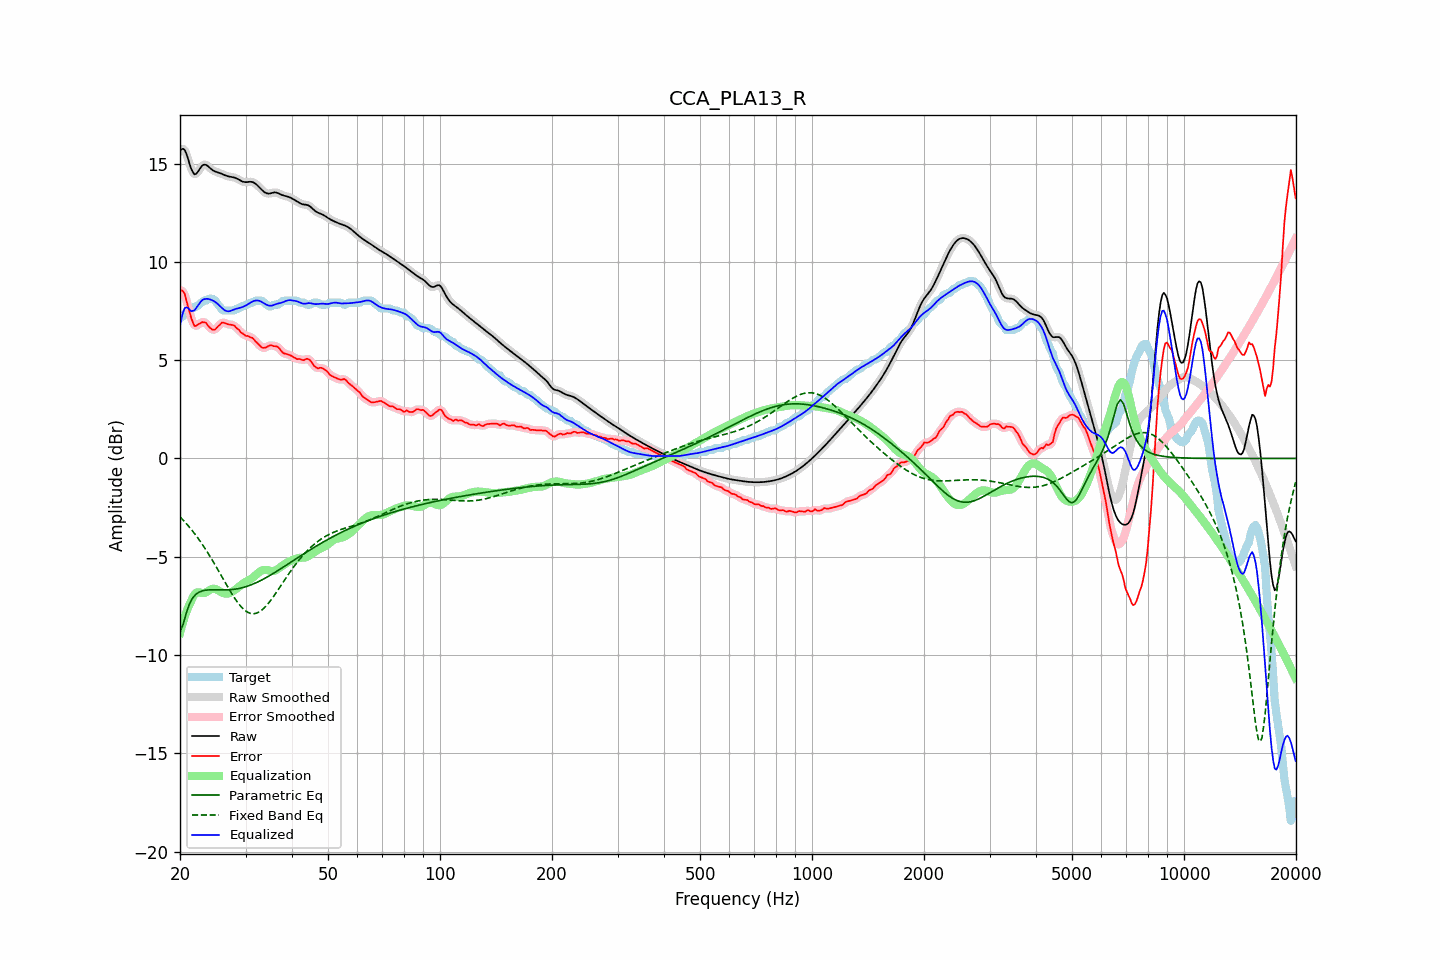 CCA_PLA13_R
Amplitude (dBr)
15
10
5
0
−5
−10
−15
−20
Target
Raw Smoothed
Error Smoothed
Raw
Error
Equalization
Parametric Eq
Fixed Band Eq
Equalized
20 50 100 200 500 1000 2000 5000 10000 20000
Frequency (Hz)